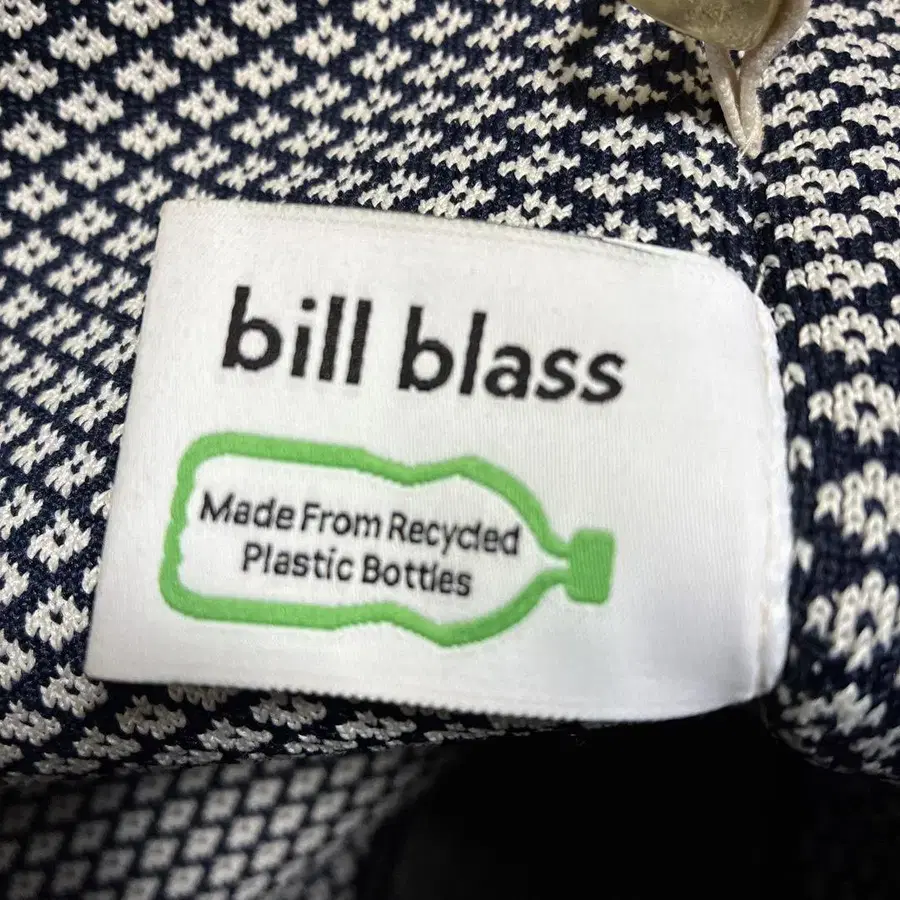 bill blass
Made From Recycled
Plastic Bottles